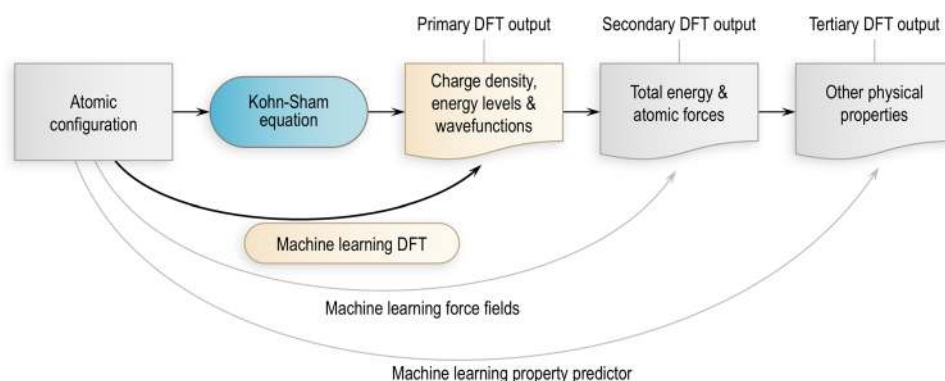 Primary DFT output
Secondary DFT output
Tertiary DFT output
Atomic
configuration
Kohn-Sham
equation
Charge density,
energy levels &
wavefunctions
Total energy &
atomic forces
Other physical
properties
Machine learning DFT
Machine learning force fields
Machine learning property predictor